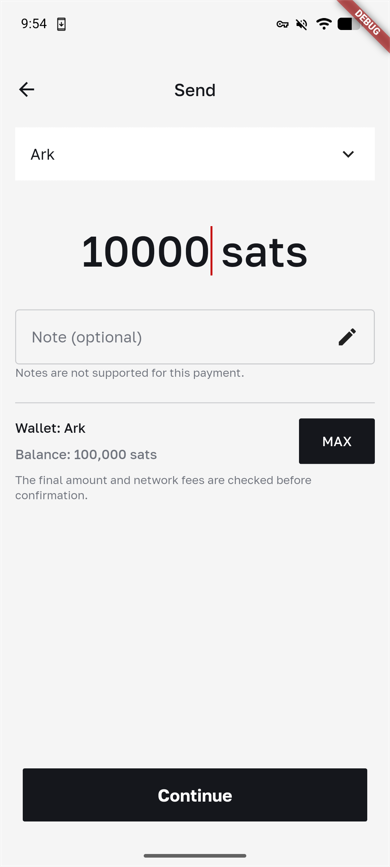 9:54
DEBUG
Send
Ark
10000 sats
Note (optional)
Notes are not supported for this payment.
Wallet: Ark
MAX
Balance: 100,000 sats
The final amount and network fees are checked before
confirmation.
Continue